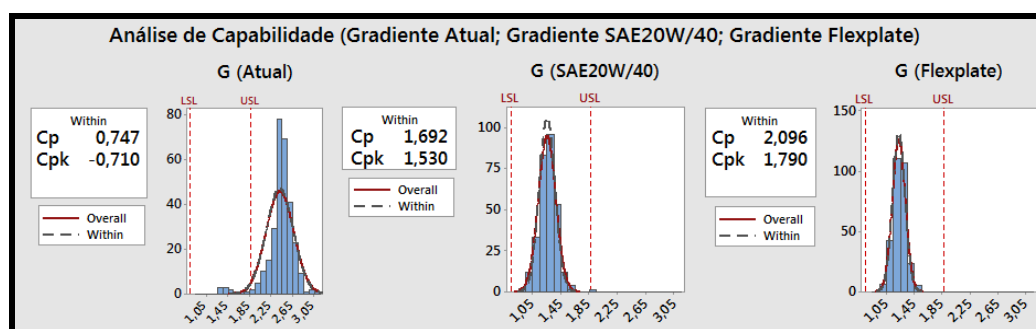 Análise de Capabilidade (Gradiente Atual; Gradiente SAE20W/40; Gradiente Flexplate)
G (Atual)
Within
Cp 0,747
Cpk -0,710
Overall
Within
LSL USL
80
60
40
20
0
1,05 1,45 1,85 2,25 2,65 3,05
G (SAE20W/40)
Within
Cp 1,692
Cpk 1,530
Overall
Within
LSL USL
100
75
50
25
0
1,05 1,45 1,85 2,25 2,65 3,05
G (Flexplate)
Within
Cp 2,096
Cpk 1,790
Overall
Within
LSL USL
150
100
50
0
1,05 1,45 1,85 2,25 2,65 3,05